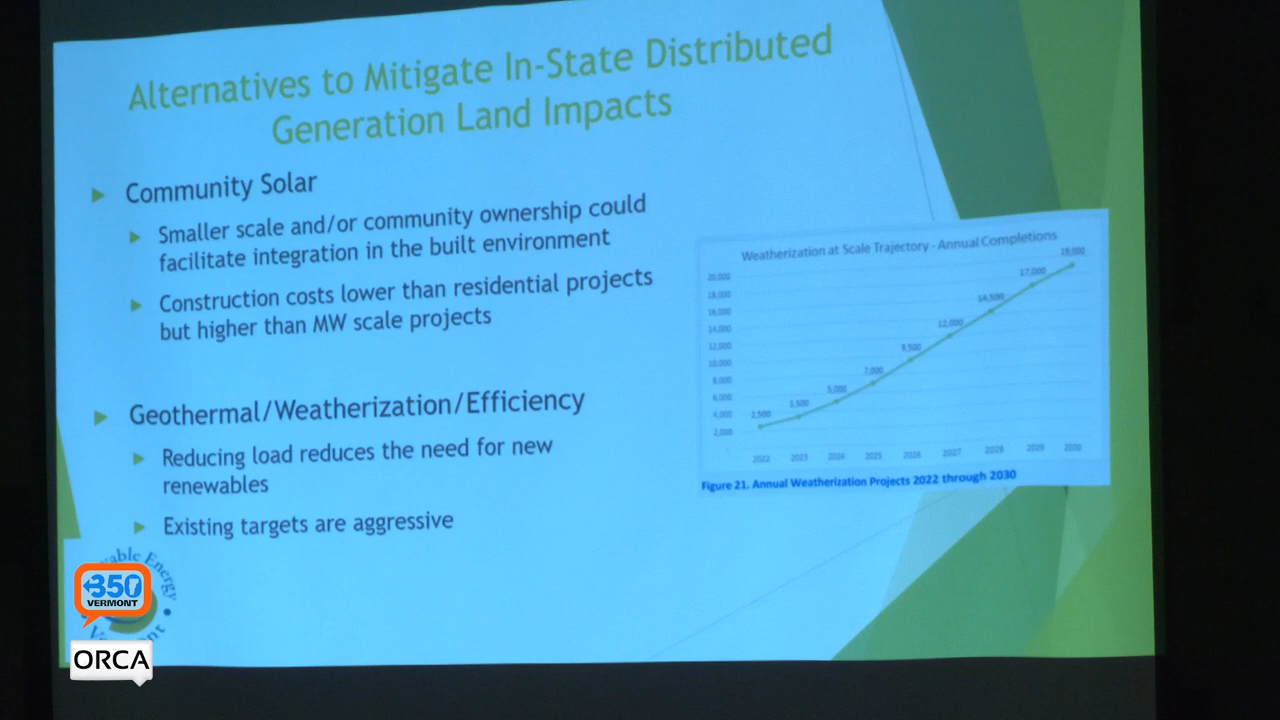 Alternatives to Mitigate In-State Distributed
Generation Land Impacts
Community Solar
Smaller scale and/or community ownership could
facilitate integration in the built environment
Construction costs lower than residential projects
but higher than MW scale projects
Geothermal/Weatherization/Efficiency
Reducing load reduces the need for new
renewables
Existing targets are aggressive
Weatherization at Scale Trajectory - Annual Completions
20,000
18,000
16,000
14,000
12,000
10,000
8,000
6,000
4,000
2,000
2,500
3,500
5,000
7,000
9,500
12,000
14,500
17,000
19,000
2022 2023 2024 2025 2026 2027 2028 2029 2030
Figure 21. Annual Weatherization Projects 2022 through 2030
Energy
350
VERMONT
ORCA